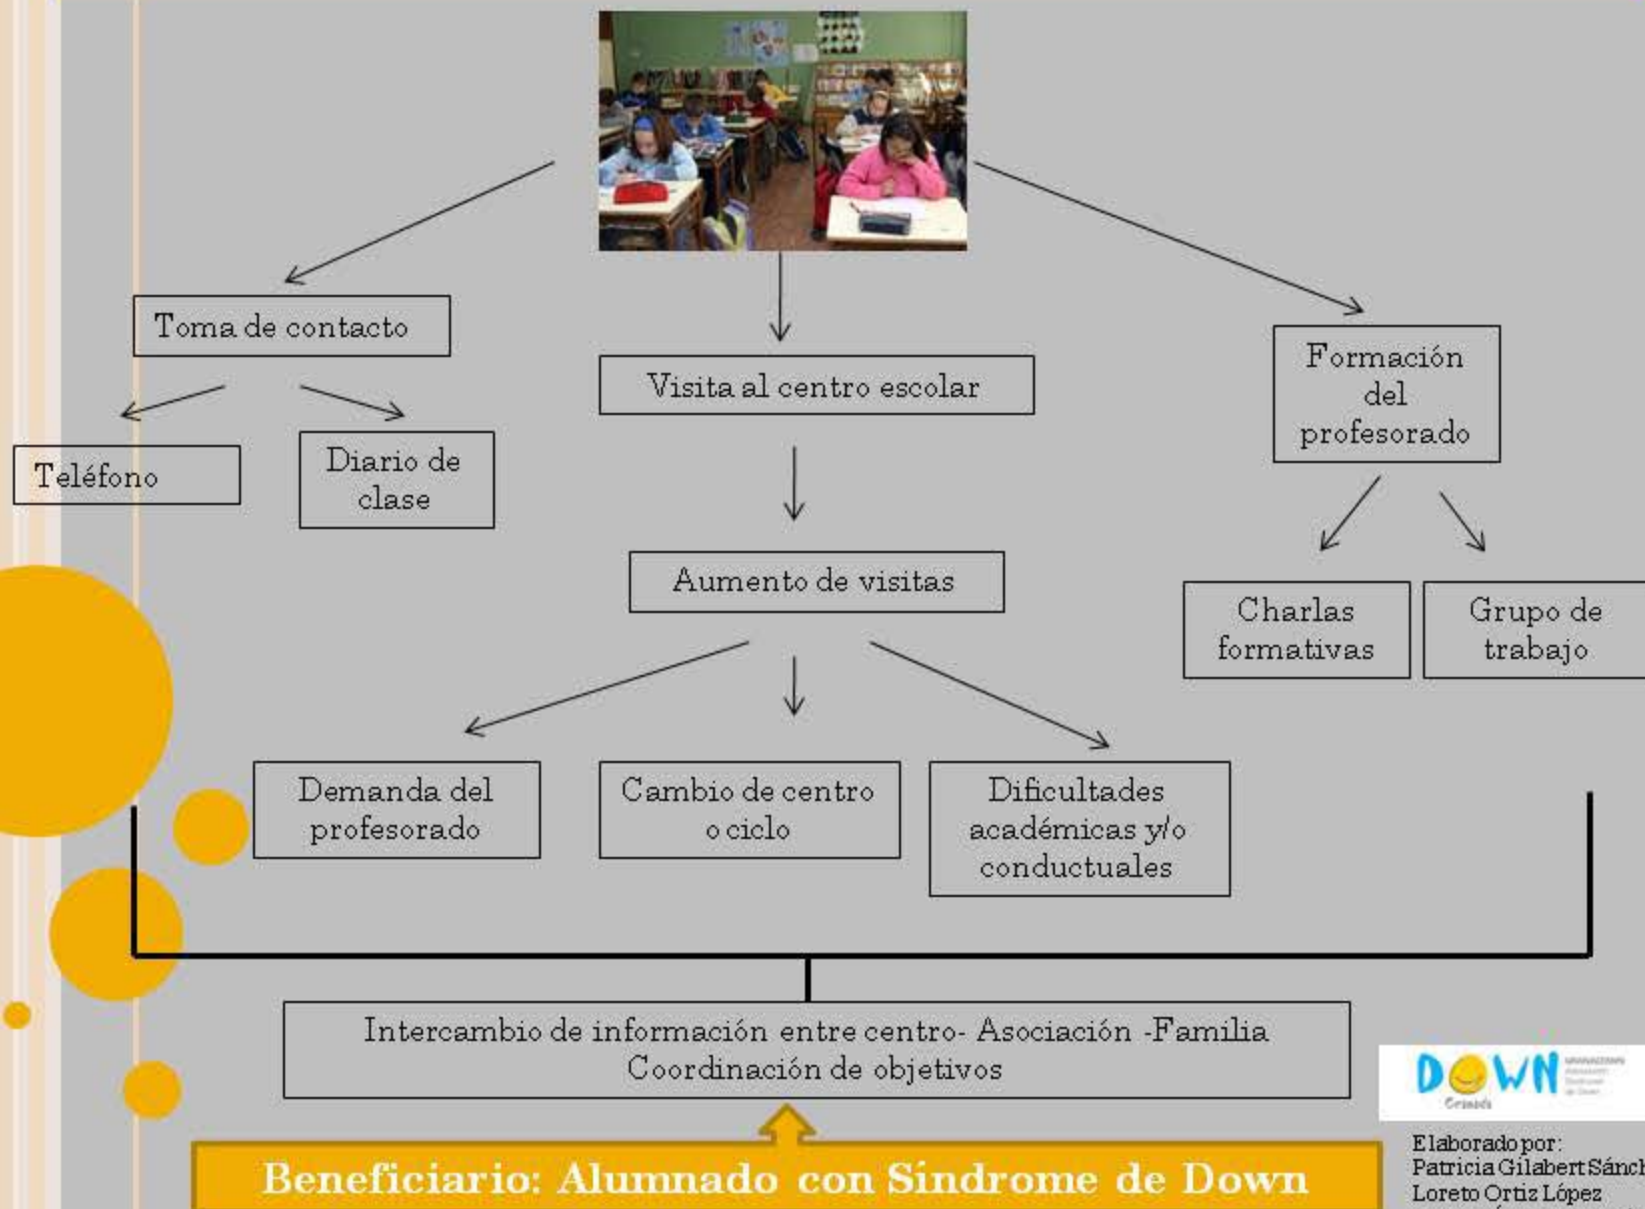 Toma de contacto
Teléfono
Diario de
clase
Visita al centro escolar
Aumento de visitas
Demanda del
profesorado
Cambio de centro
o ciclo
Dificultades
académicas y/o
conductuales
Formación
del
profesorado
Charlas
formativas
Grupo de
trabajo
Intercambio de información entre centro- Asociación -Familia
Coordinación de objetivos
Beneficiario: Alumnado con Síndrome de Down
DOWN
Granada
Elaborado por:
Patricia Gilabert
Loreto Ortiz López